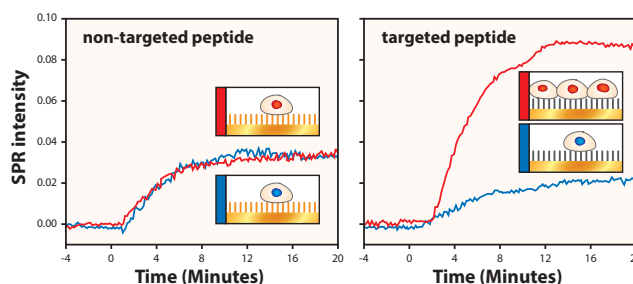 non-targeted peptide
targeted peptide
SPR intensity
0.10
0.08
0.06
0.04
0.02
0.00
-4 0 4 8 12 16 20
-4 0 4 8 12 16 20
Time (Minutes)
Time (Minutes)